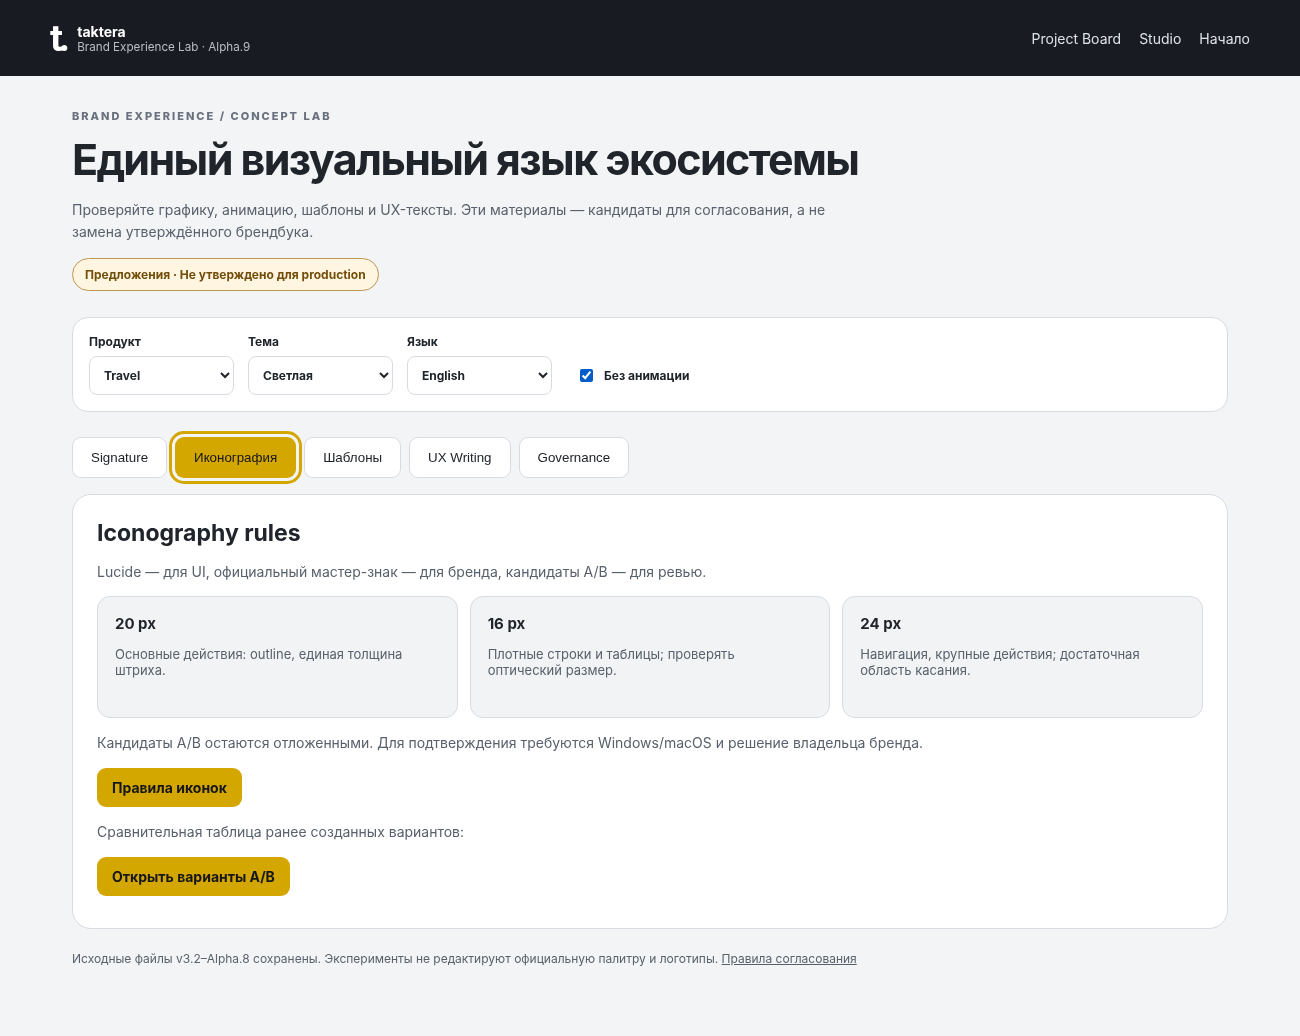 t taktera
Brand Experience Lab · Alpha.9
Project Board Studio Начало
BRAND EXPERIENCE / CONCEPT LAB
Единый визуальный язык экосистемы
Проверяйте графику, анимацию, шаблоны и UX-тексты. Эти материалы — кандидаты для согласования, а не
замена утверждённого брендбука.
Предложения · Не утверждено для production
Продукт Тема Язык
Travel Светлая English Без анимации
Signature Иконография Шаблоны UX Writing Governance
Iconography rules
Lucide — для UI, официальный мастер-знак — для бренда, кандидаты A/B — для ревью.
20 px
Основные действия: outline, единая толщина
штриха.
16 px
Плотные строки и таблицы; проверять
оптический размер.
24 px
Навигация, крупные действия; достаточная
область касания.
Кандидаты A/B остаются отложенными. Для подтверждения требуются Windows/macOS и решение владельца бренда.
Правила иконок
Сравнительная таблица ранее созданных вариантов:
Открыть варианты A/B
Исходные файлы v3.2–Alpha.8 сохранены. Эксперименты не редактируют официальную палитру и логотипы. Правила согласования